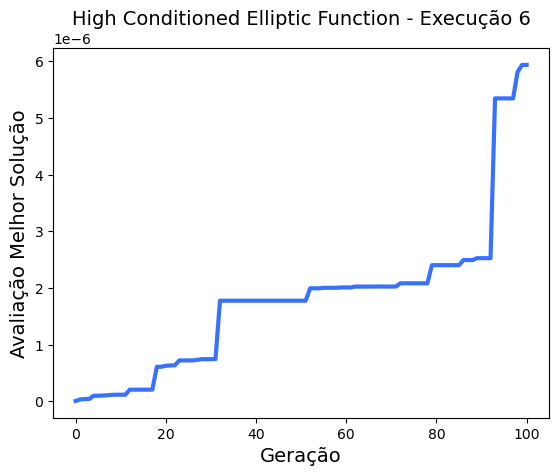 High Conditioned Elliptic Function - Execução 6
1e−6
6
5
4
3
2
1
0
Avaliação Melhor Solução
0 20 40 60 80 100
Geração